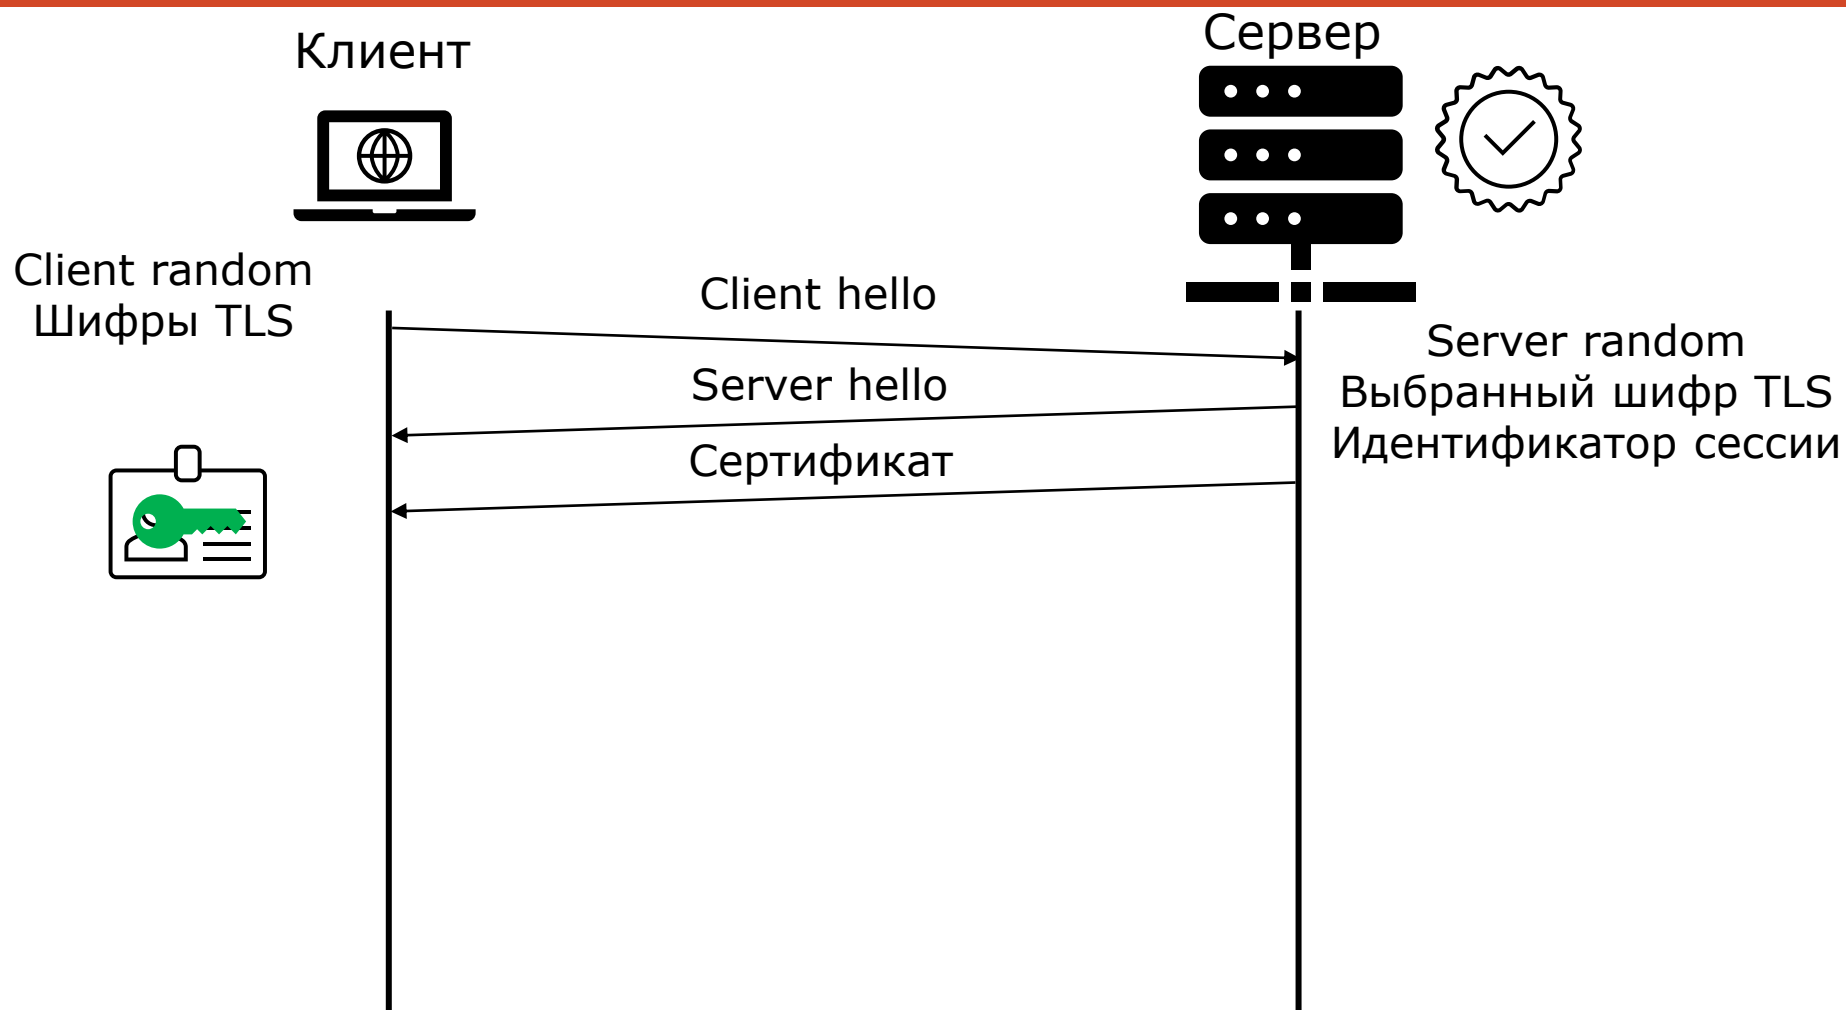 Клиент
Сервер
Client random
Шифры TLS
Client hello
Server hello
Сертификат
Server random
Выбранный шифр TLS
Идентификатор сессии